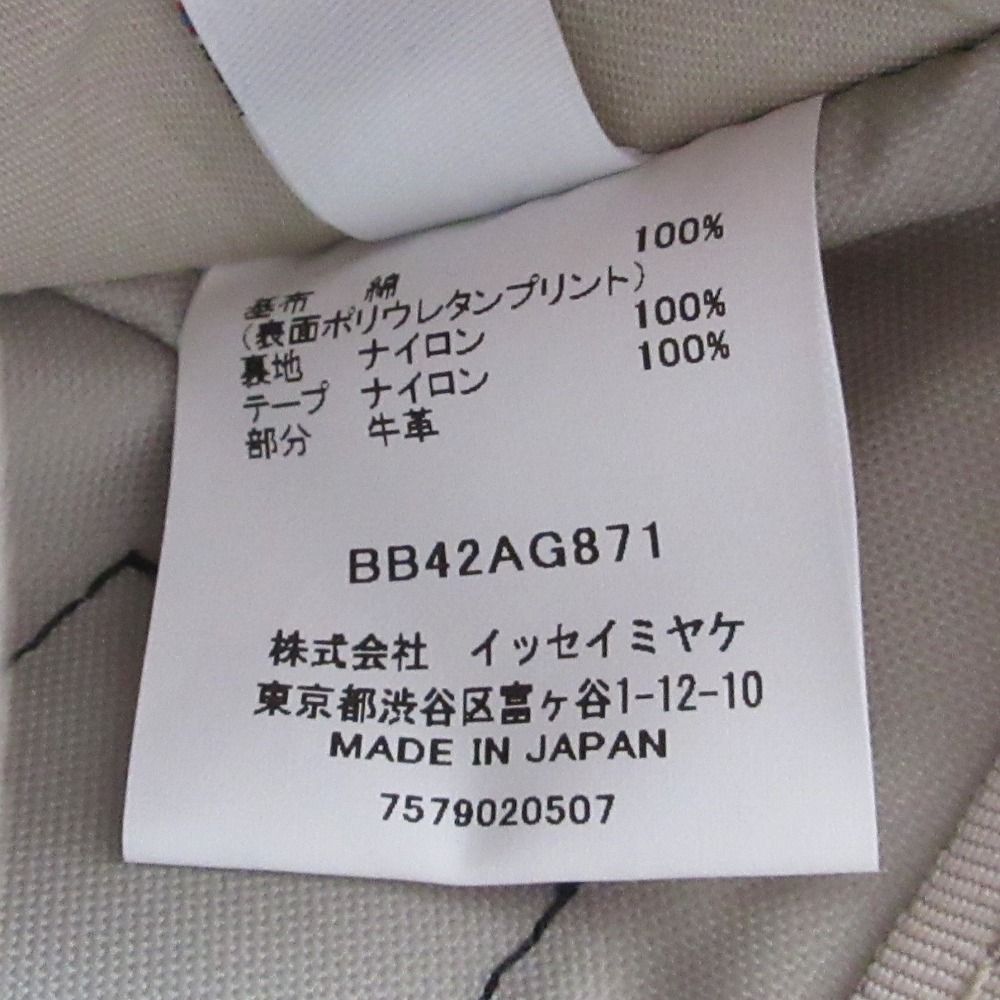 基布 綿 100%
(表面ポリウレタンプリント)
裏地 ナイロン 100%
テープ ナイロン 100%
部分 牛革
BB42AG871
株式会社 イッセイミヤケ
東京都渋谷区富ヶ谷1-12-10
MADE IN JAPAN
7579020507